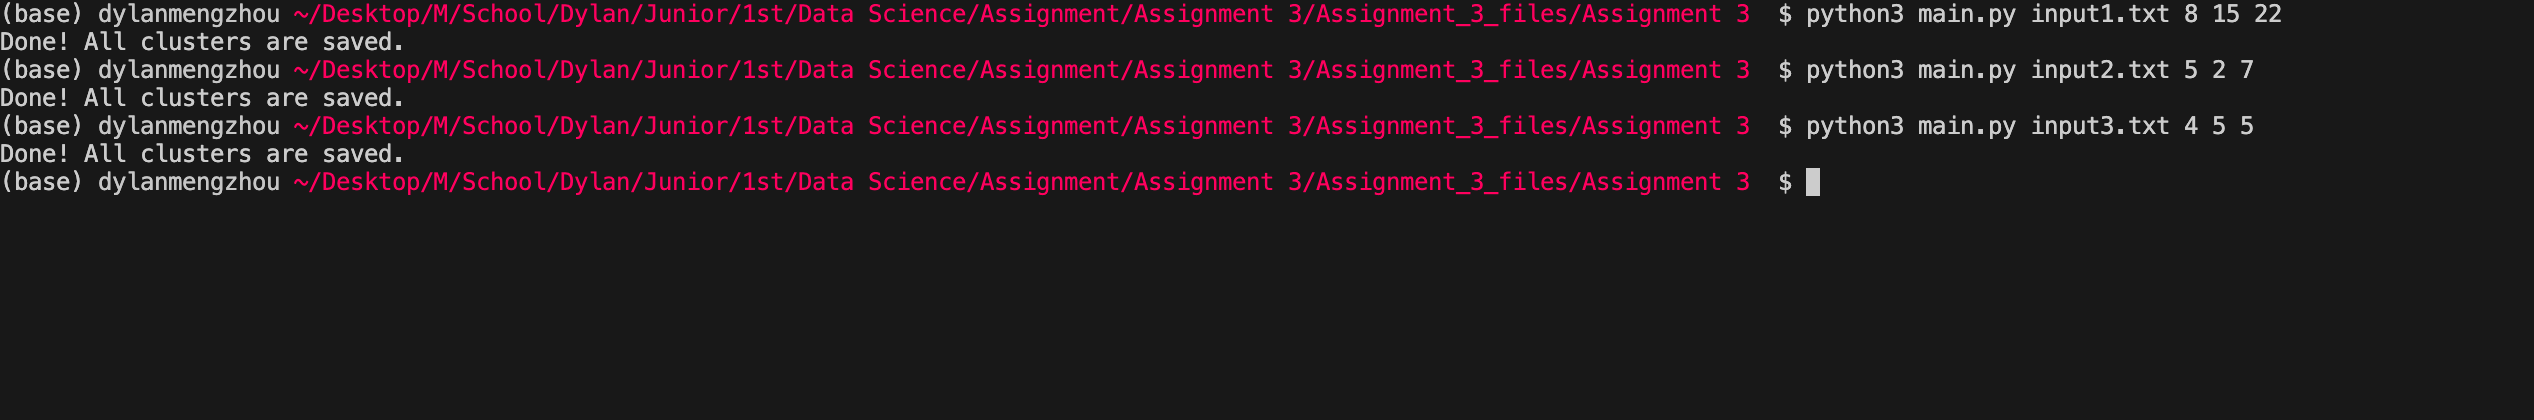 (base) dylanmengzhou ~/Desktop/M/School/Dylan/Junior/1st/Data Science/Assignment/Assignment 3/Assignment_3_files/Assignment 3  $ python3 main.py input1.txt 8 15 22
Done! All clusters are saved.
(base) dylanmengzhou ~/Desktop/M/School/Dylan/Junior/1st/Data Science/Assignment/Assignment 3/Assignment_3_files/Assignment 3  $ python3 main.py input2.txt 5 2 7
Done! All clusters are saved.
(base) dylanmengzhou ~/Desktop/M/School/Dylan/Junior/1st/Data Science/Assignment/Assignment 3/Assignment_3_files/Assignment 3  $ python3 main.py input3.txt 4 5 5
Done! All clusters are saved.
(base) dylanmengzhou ~/Desktop/M/School/Dylan/Junior/1st/Data Science/Assignment/Assignment 3/Assignment_3_files/Assignment 3  $